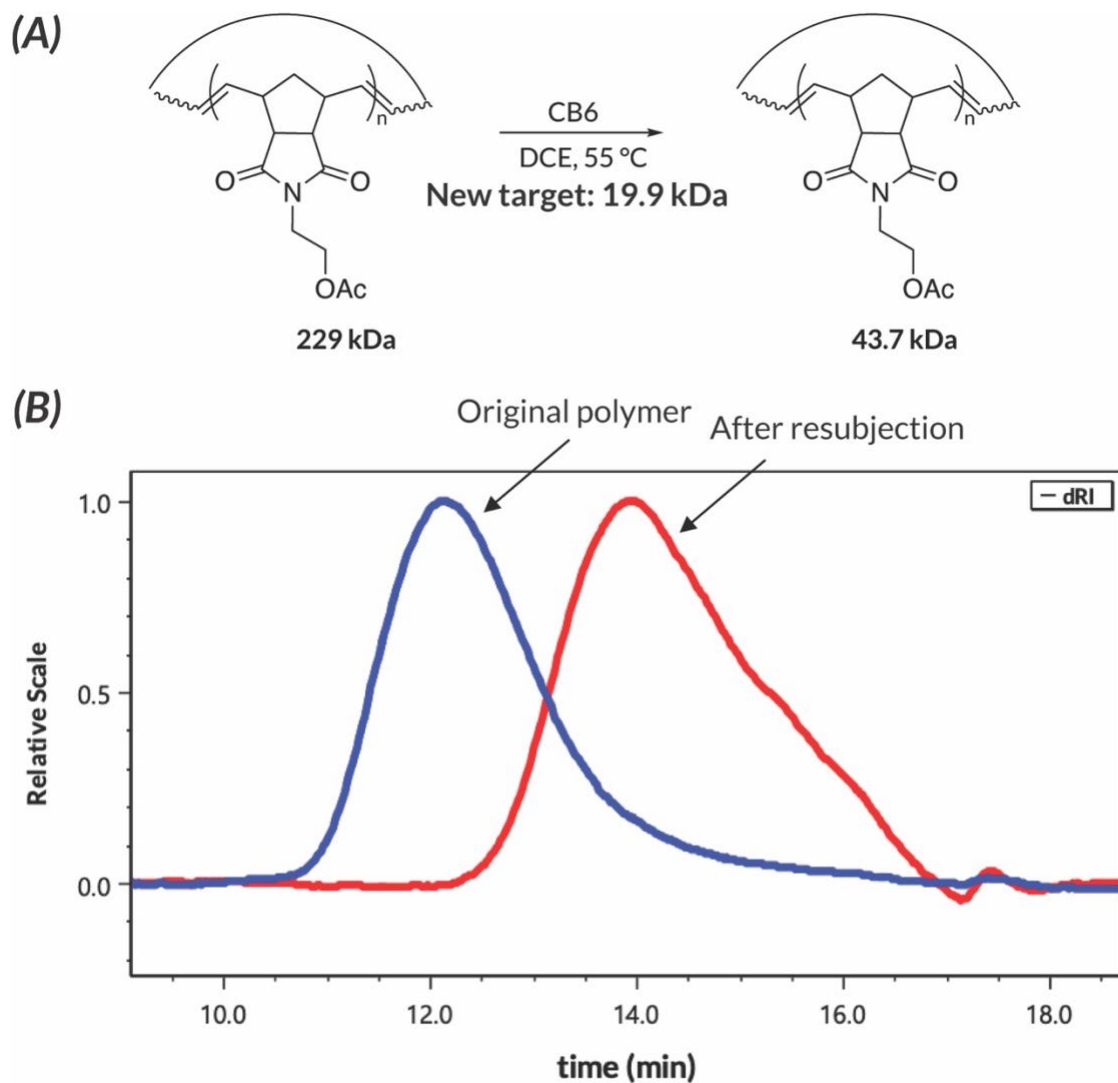 (A)
n
O
N
O
OAc
229 kDa
CB6
DCE, 55 °C
New target: 19.9 kDa
n
O
N
O
OAc
43.7 kDa
(B)
Original polymer
After resubjection
dRI
1.0
0.5
0.0
Relative Scale
10.0 12.0 14.0 16.0 18.0
time (min)